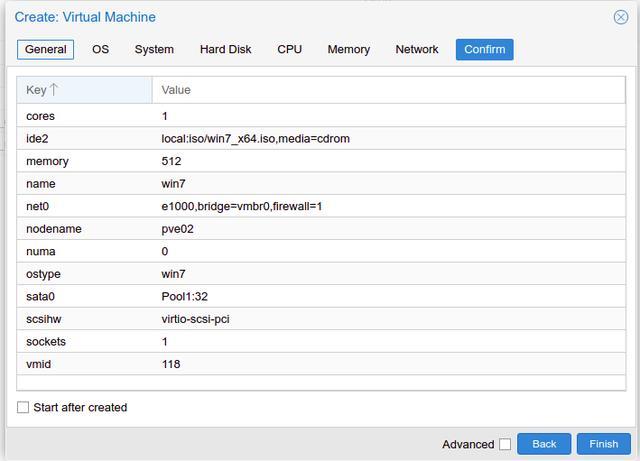 Create: Virtual Machine
General OS System Hard Disk CPU Memory Network Confirm
Key Value
cores 1
ide2 local:iso/win7_x64.iso,media=cdrom
memory 512
name win7
net0 e1000,bridge=vmbr0,firewall=1
nodename pve02
numa 0
ostype win7
sata0 Pool1:32
scsihw virtio-scsi-pci
sockets 1
vmid 118
Start after created
Advanced Back Finish